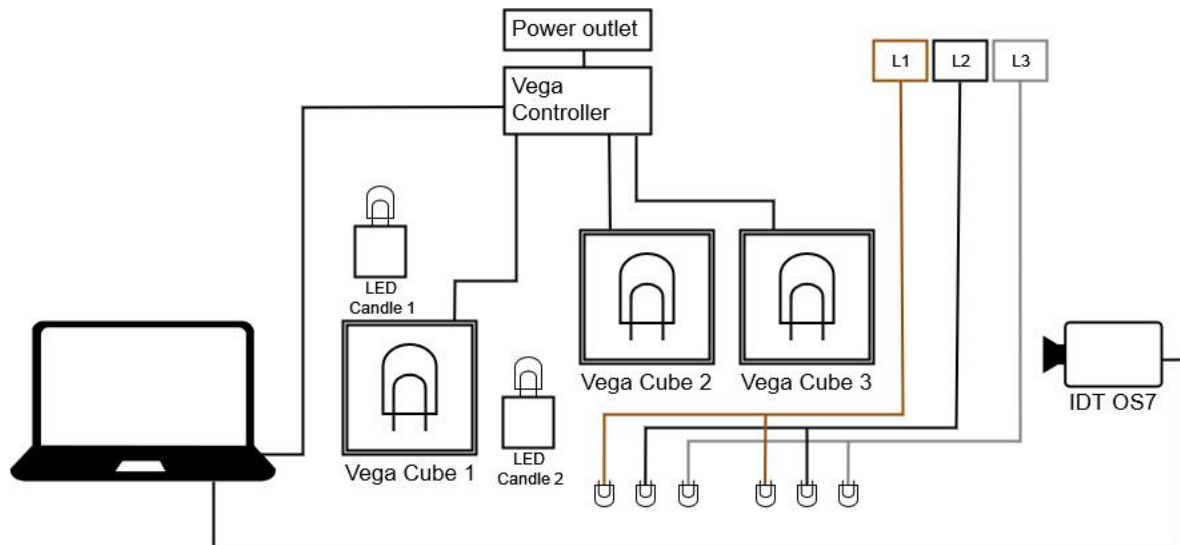 Power outlet
Vega
Controller
L1
L2
L3
LED
Candle 1
Vega Cube 1
LED
Candle 2
Vega Cube 2
Vega Cube 3
IDT OS7